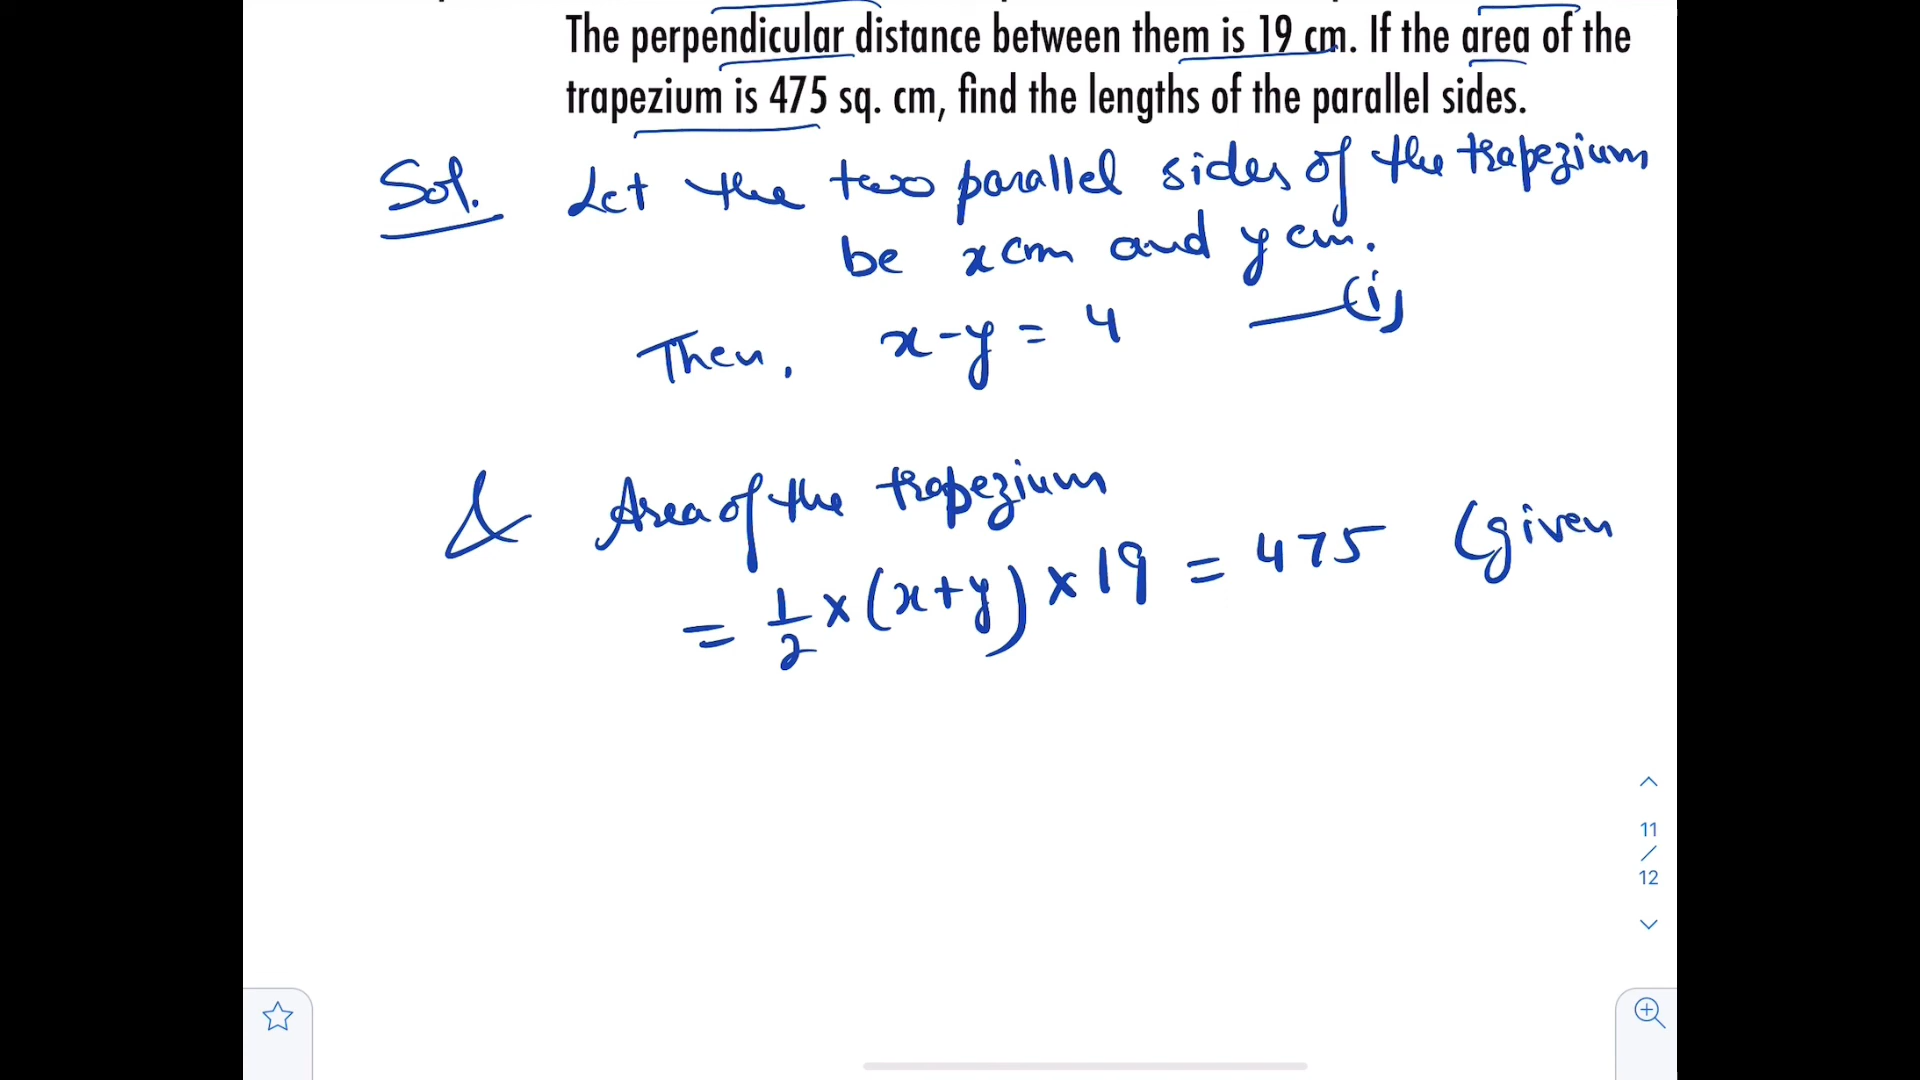 The perpendicular distance between them is 19 cm. If the area of the
trapezium is 475 sq. cm, find the lengths of the parallel sides.
Sol. Let the two parallel sides of the trapezium
be x cm and y cm.
Then, x-y = 4 —(i)
& Area of the trapezium
= 1/2 × (x+y) × 19 = 475 (given
11
/
12